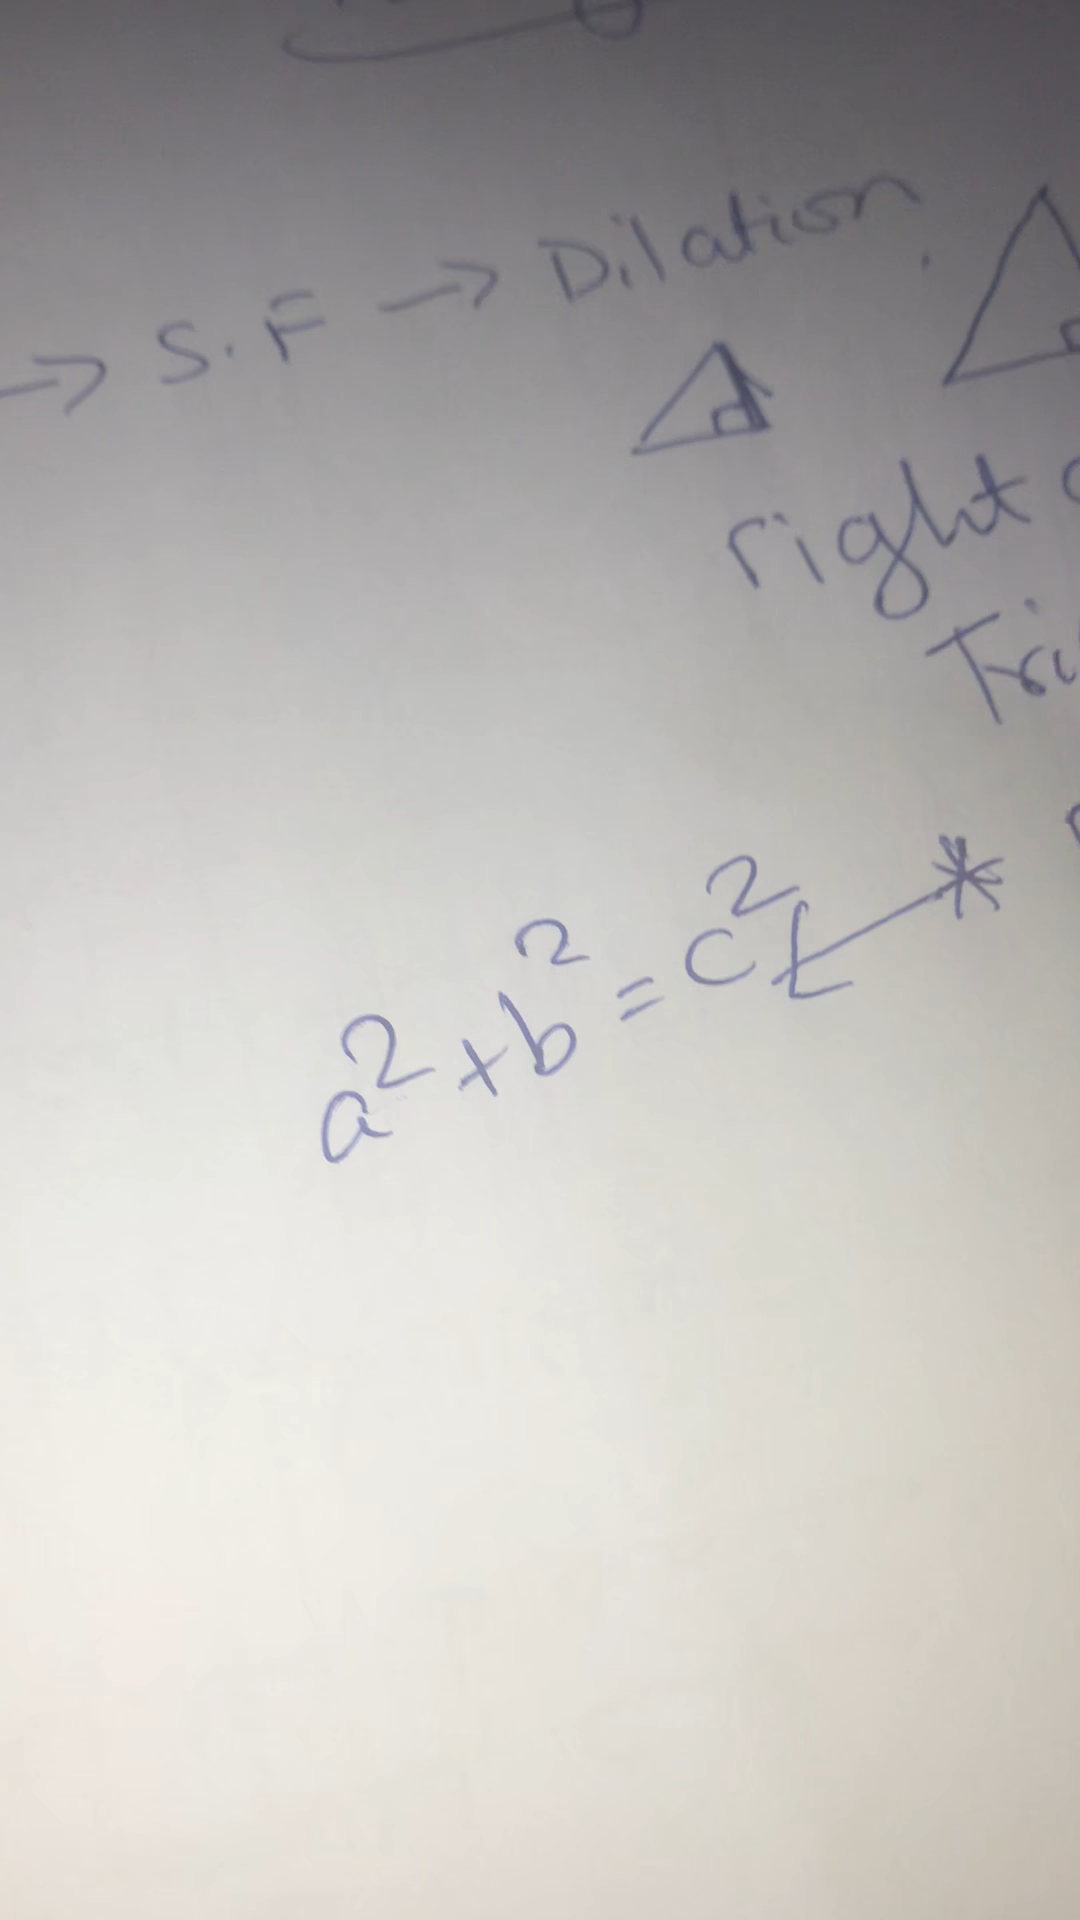 → S.F → Dilation
right
a² + b² = c² ← *